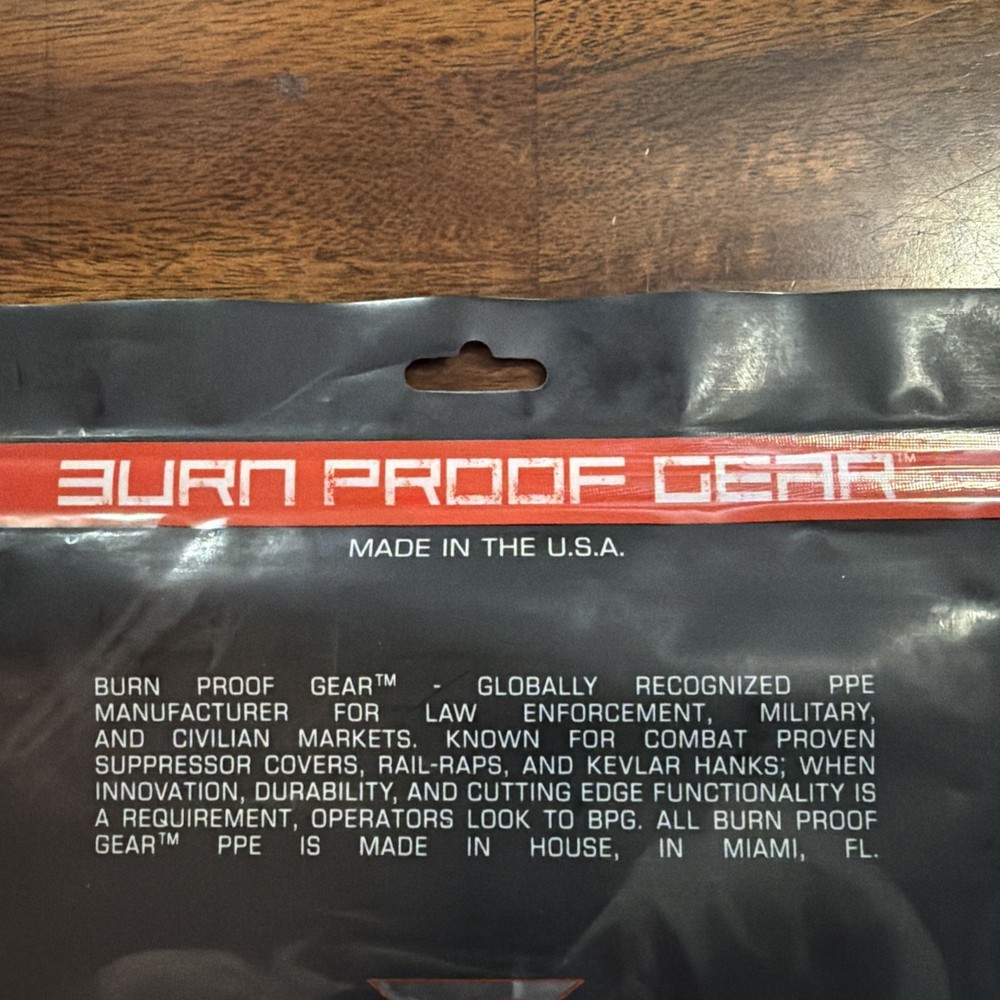 BURN PROOF GEAR™
MADE IN THE U.S.A.
BURN PROOF GEAR™ - GLOBALLY RECOGNIZED PPE
MANUFACTURER FOR LAW ENFORCEMENT, MILITARY,
AND CIVILIAN MARKETS. KNOWN FOR COMBAT PROVEN
SUPPRESSOR COVERS, RAIL-RAPS, AND KEVLAR HANKS; WHEN
INNOVATION, DURABILITY, AND CUTTING EDGE FUNCTIONALITY IS
A REQUIREMENT, OPERATORS LOOK TO BPG. ALL BURN PROOF
GEAR™ PPE IS MADE IN HOUSE, IN MIAMI, FL.